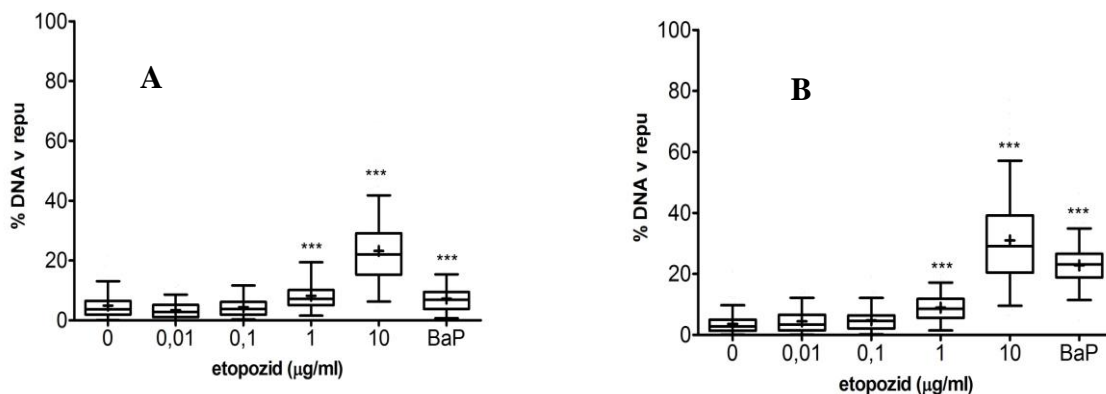 A
% DNA v repu
100
80
60
40
20
0
***
***
***
0 0,01 0,1 1 10 BaP
etopozid (µg/ml)
B
% DNA v repu
100
80
60
40
20
0
***
***
***
0 0,01 0,1 1 10 BaP
etopozid (µg/ml)